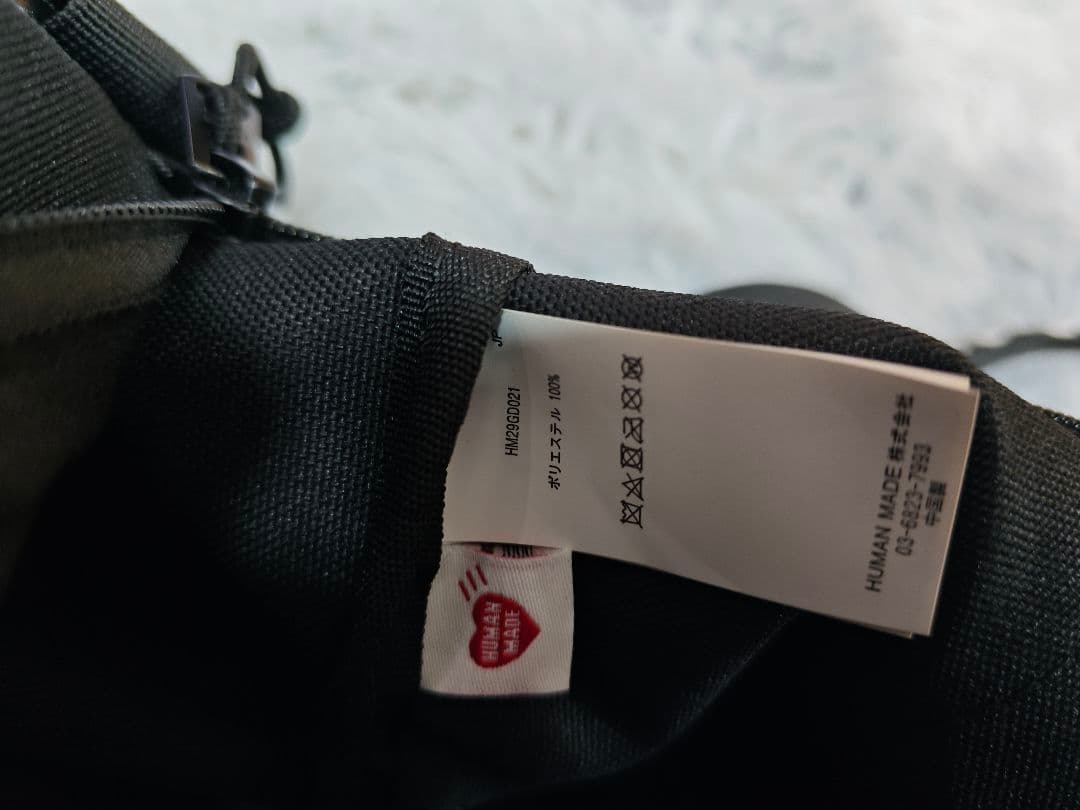 JP
HM29GD021
ポリエステル 100%
HUMAN MADE 株式会社
03-6823-7993
中国製
HUMAN
MADE